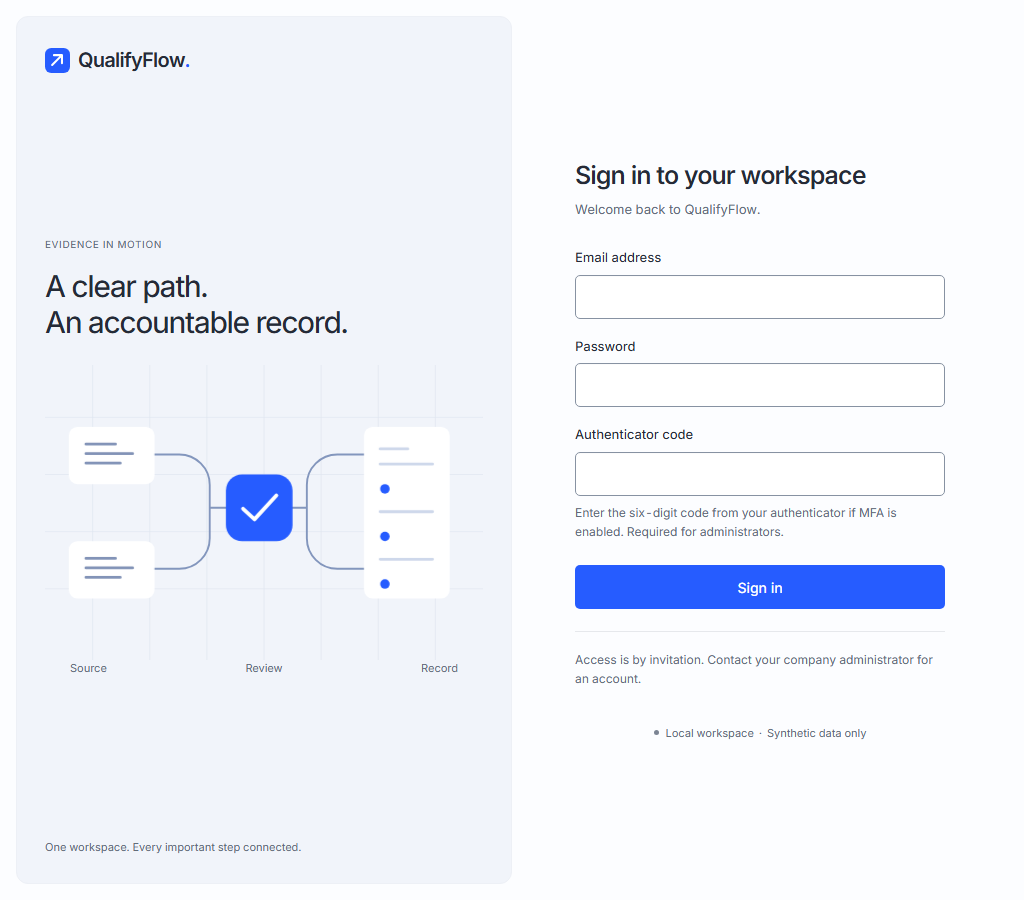 QualifyFlow.
EVIDENCE IN MOTION
A clear path.
An accountable record.
Source
Review
Record
One workspace. Every important step connected.
Sign in to your workspace
Welcome back to QualifyFlow.
Email address
Password
Authenticator code
Enter the six-digit code from your authenticator if MFA is
enabled. Required for administrators.
Sign in
Access is by invitation. Contact your company administrator for
an account.
Local workspace · Synthetic data only